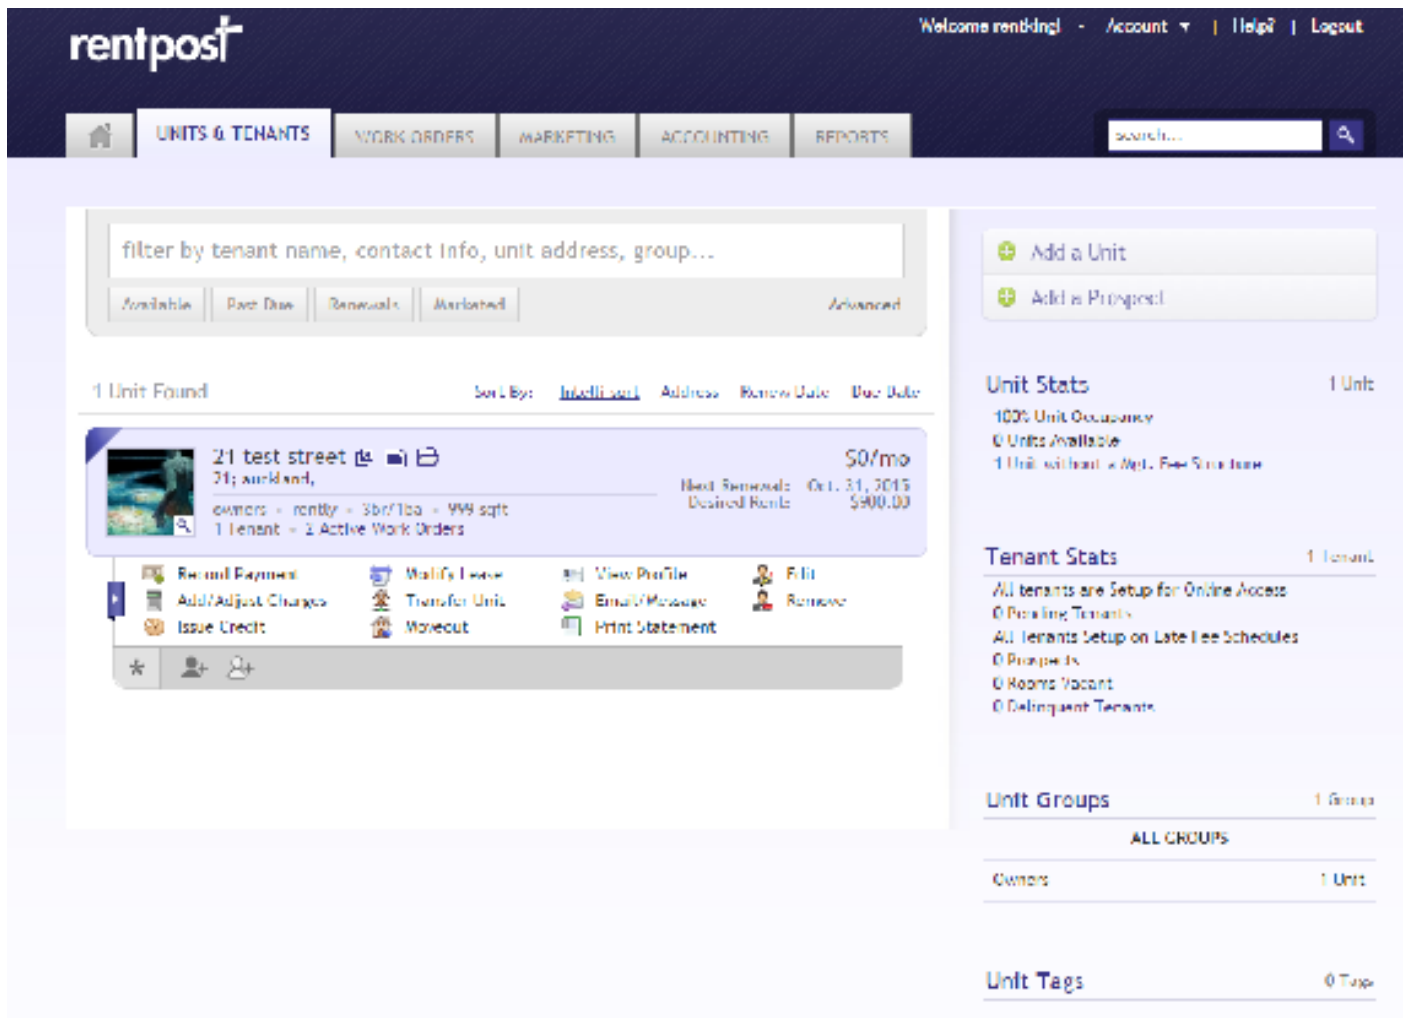 rentpost
Welcome rentking! - Account ▼ | Help? | Logout
UNITS & TENANTS WORK ORDERS MARKETING ACCOUNTING REPORTS
search...
filter by tenant name, contact info, unit address, group...
Available Past Due Renewals Marketed Advanced
1 Unit Found
Sort By: Intelli-sort Address Renew Date Due Date
21 test street
$0/mo
21; auckland,
Next Renewal: Oct. 31, 2015
Desired Rent: $900.00
owners - rently - 3br/1ba - 999 sqft
1 Tenant - 2 Active Work Orders
Record Payment Modify Lease View Profile Edit
Add/Adjust Charges Transfer Unit Email/Message Remove
Issue Credit Moveout Print Statement
Add a Unit
Add a Prospect
Unit Stats 1 Unit
100% Unit Occupancy
0 Units Available
1 Unit without a Mgt. Fee Structure
Tenant Stats 1 Tenant
All tenants are Setup for Online Access
0 Pending Tenants
All Tenants Setup on Late Fee Schedules
0 Prospects
0 Rooms Vacant
0 Delinquent Tenants
Unit Groups 1 Group
ALL GROUPS
Owners 1 Unit
Unit Tags 0 Tags